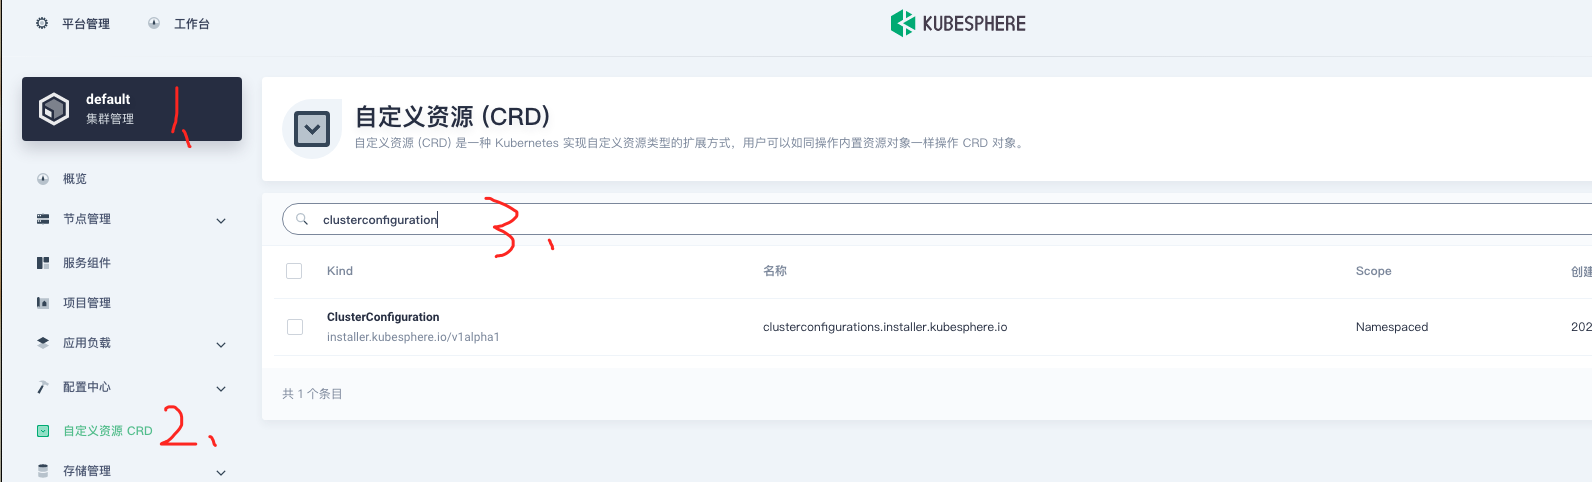 平台管理 工作台 KUBESPHERE
default
集群管理
1、
自定义资源 (CRD)
自定义资源 (CRD) 是一种 Kubernetes 实现自定义资源类型的扩展方式，用户可以如同操作内置资源对象一样操作 CRD 对象。
概览
节点管理
服务组件
项目管理
应用负载
配置中心
自定义资源 CRD 2、
存储管理
clusterconfiguration 3、
Kind 名称 Scope 创建
ClusterConfiguration
installer.kubesphere.io/v1alpha1
clusterconfigurations.installer.kubesphere.io Namespaced 202
共 1 个条目